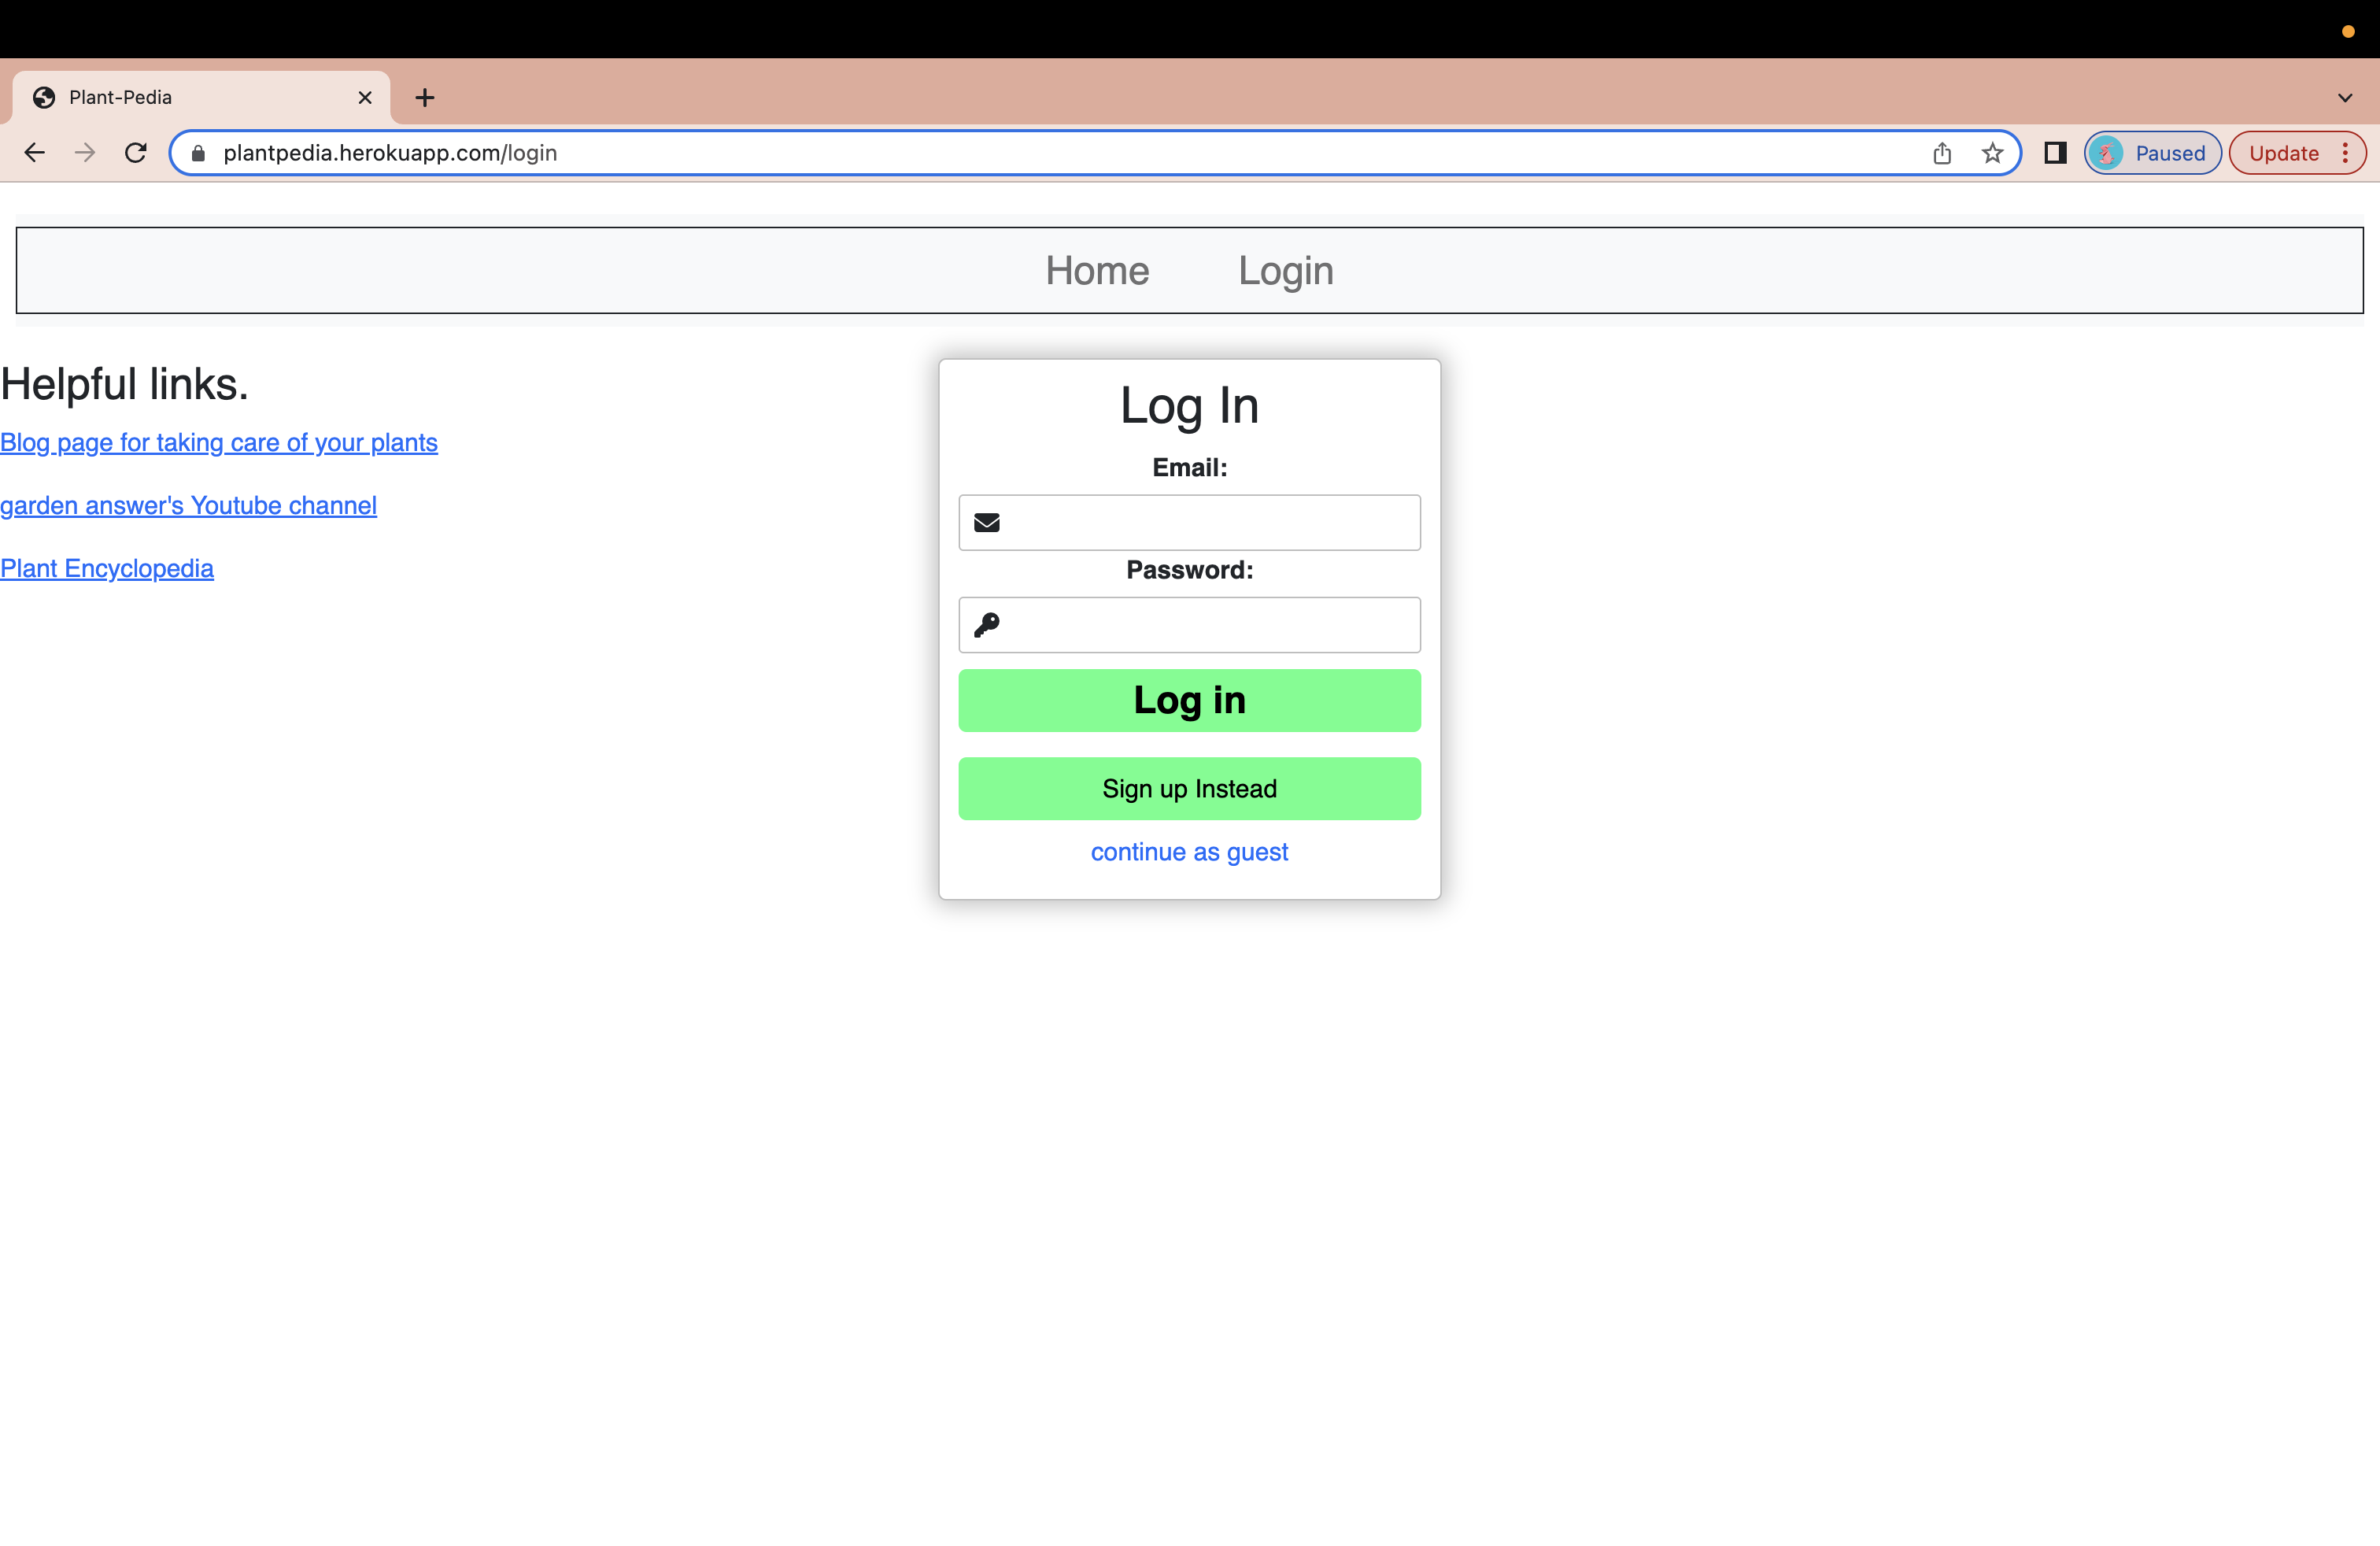 Plant-Pedia
plantpedia.herokuapp.com/login
Paused
Update
Home
Login
Helpful links.
Blog page for taking care of your plants
garden answer's Youtube channel
Plant Encyclopedia
Log In
Email:
Password:
Log in
Sign up Instead
continue as guest